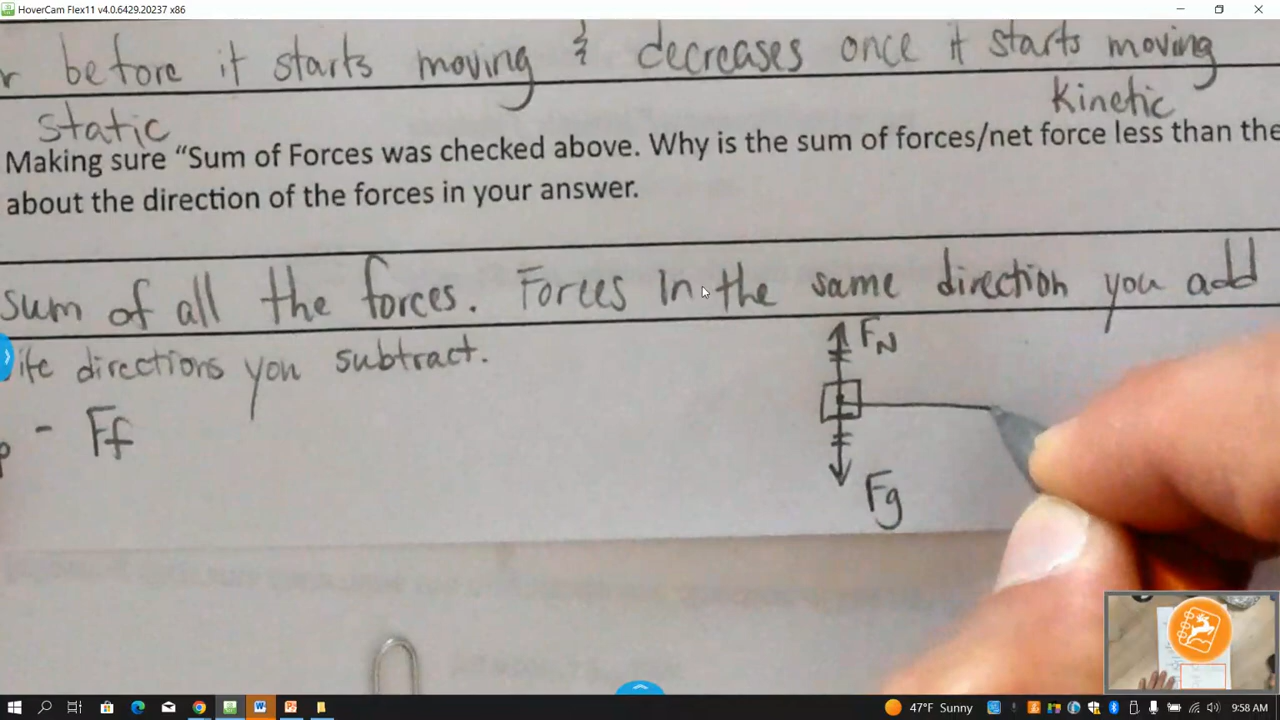 HoverCam Flex11 v4.0.6429.20237 x86
r before it starts moving & decreases once it starts moving
static
Kinetic
Making sure “Sum of Forces was checked above. Why is the sum of forces/net force less than the
about the direction of the forces in your answer.
sum of all the forces. Forces in the same direction you add
ite directions you subtract.
FN
p - Ff
Fg
47°F Sunny
9:58 AM